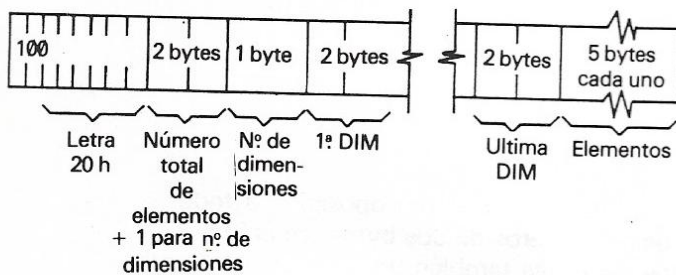 100
2 bytes
1 byte
2 bytes
2 bytes
5 bytes
cada uno
Letra
20 h
Número
total
de
elementos
+ 1 para nº de
dimensiones
Nº de
dimen-
siones
1ª DIM
Ultima
DIM
Elementos